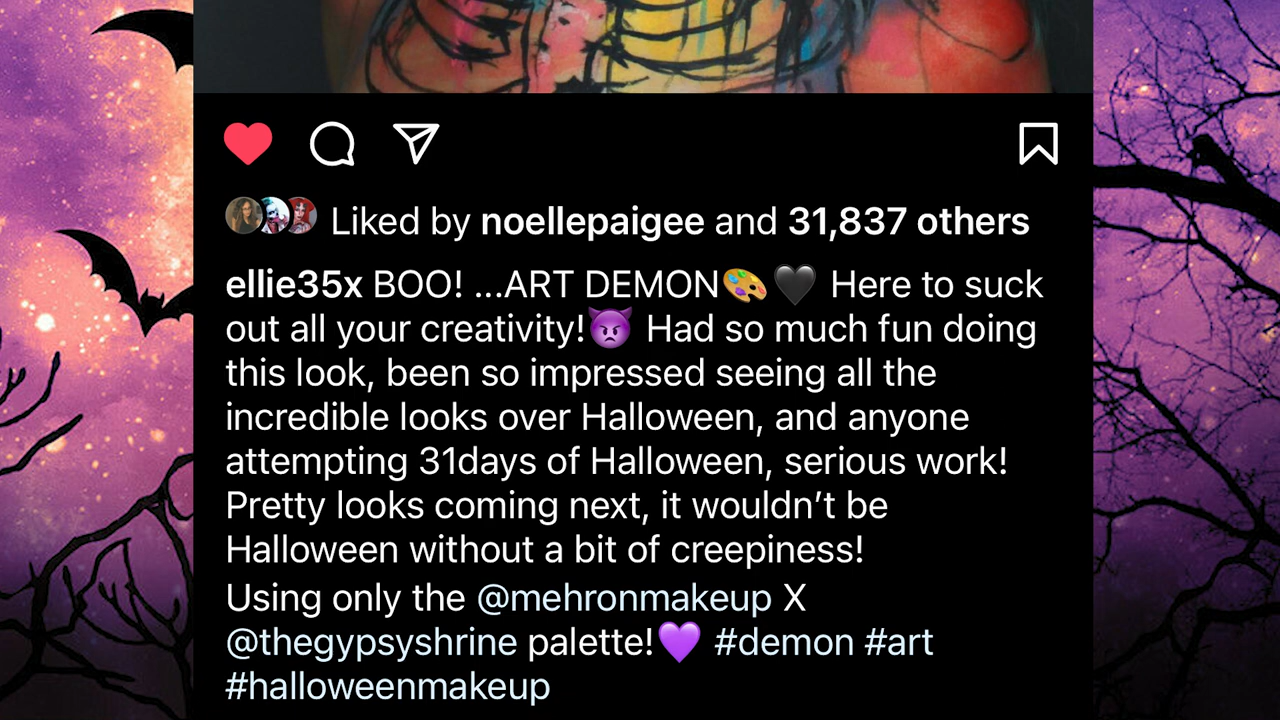 Liked by noellepaigee and 31,837 others
ellie35x BOO! ...ART DEMON🎨🖤 Here to suck
out all your creativity!👿 Had so much fun doing
this look, been so impressed seeing all the
incredible looks over Halloween, and anyone
attempting 31days of Halloween, serious work!
Pretty looks coming next, it wouldn’t be
Halloween without a bit of creepiness!
Using only the @mehronmakeup X
@thegypsyshrine palette!💜 #demon #art
#halloweenmakeup